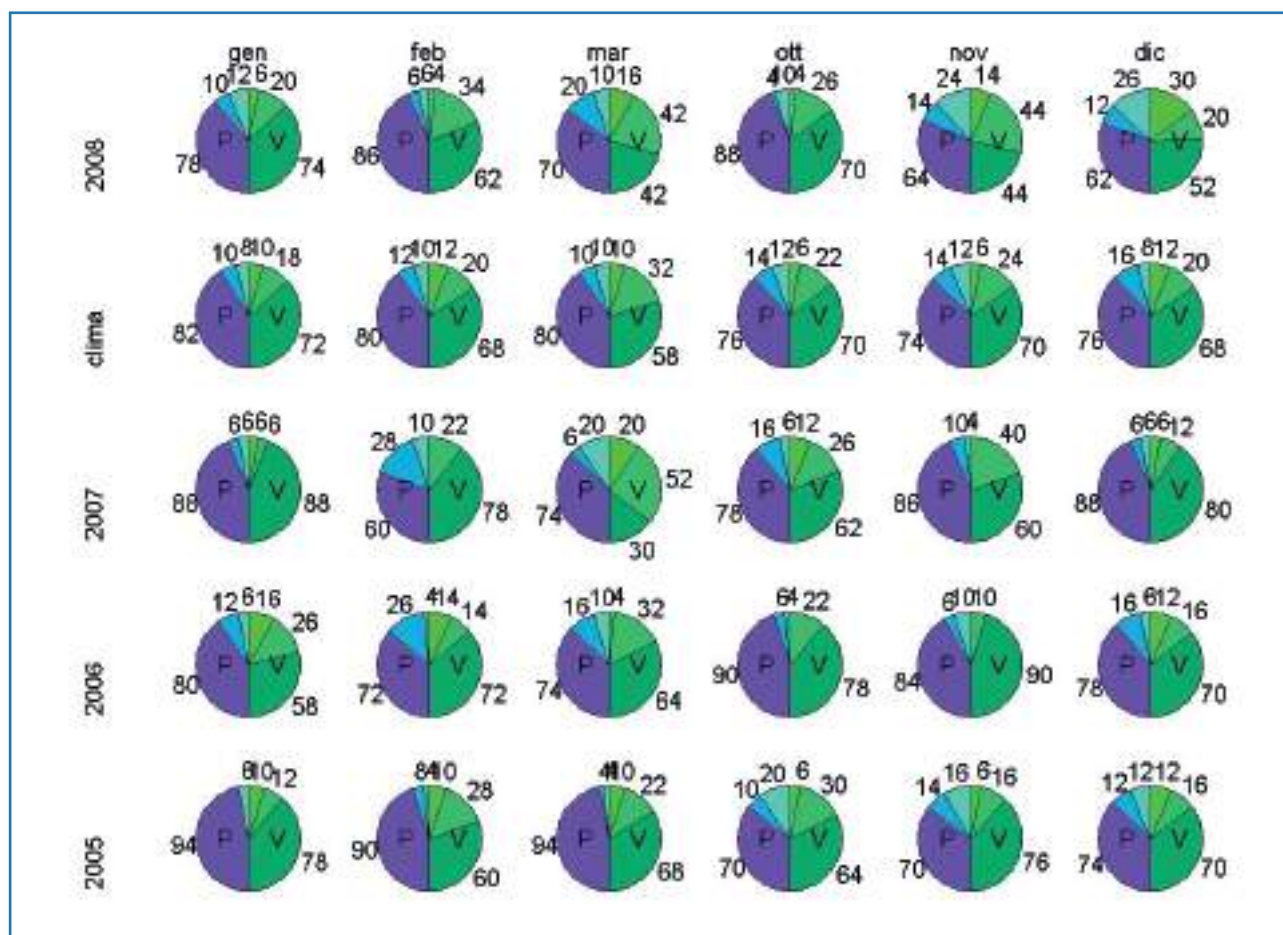 gen feb mar ott nov dic
10 12 6 20 6 6 4 34 20 10 16 42 4 10 4 26 14 24 14 44 12 26 30 20
2008 78 P V 74 86 P V 62 70 P V 42 88 P V 70 64 P V 44 62 P V 52
10 8 10 18 12 10 12 20 10 10 10 32 14 12 6 22 14 12 6 24 16 8 12 20
clima 82 P V 72 80 P V 68 80 P V 58 76 P V 70 74 P V 70 76 P V 68
6 6 6 6 28 10 22 6 20 20 52 16 6 12 26 10 4 40 6 6 6 12
2007 88 P V 88 60 P V 78 74 P V 30 78 P V 62 86 P V 60 88 P V 80
12 6 16 26 26 4 14 14 16 10 4 32 6 4 22 6 10 10 16 6 12 16
2006 80 P V 58 72 P V 72 74 P V 64 90 P V 78 84 P V 90 78 P V 70
10 12 28 10 22 10 20 6 30 14 16 6 16 12 12 12 16
2005 94 P V 78 90 P V 60 94 P V 68 70 P V 64 70 P V 76 74 P V 70